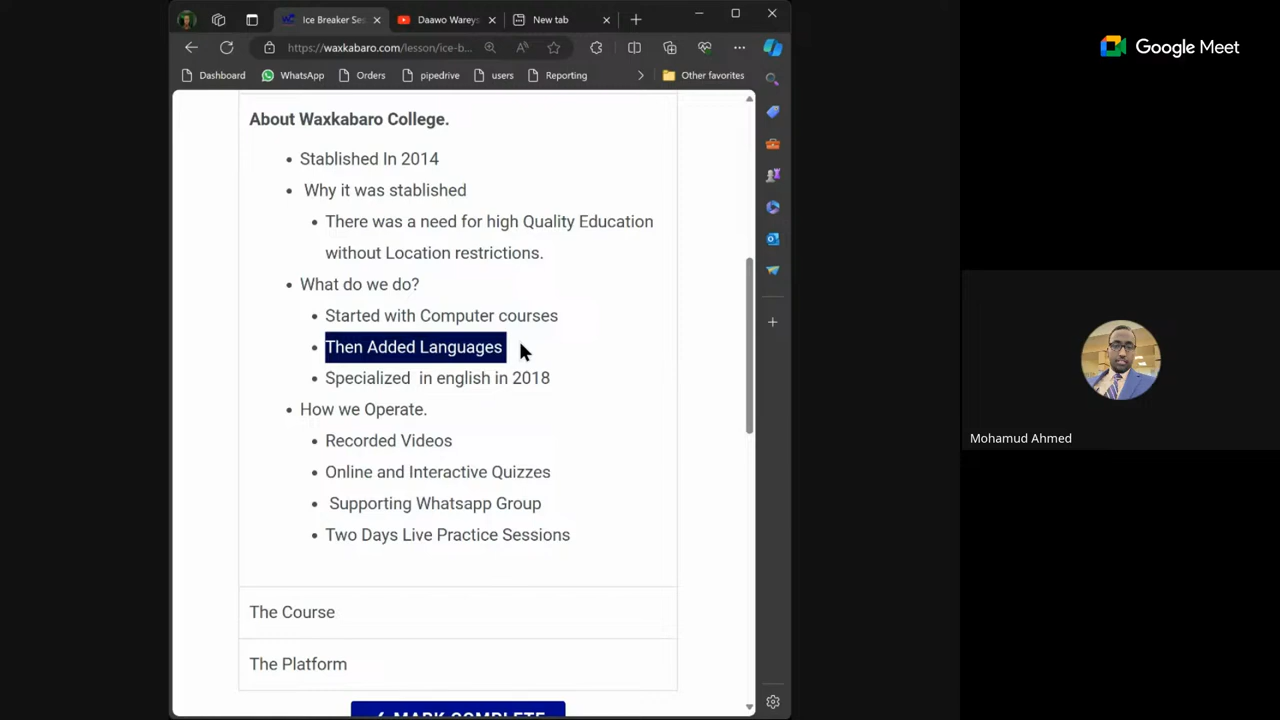 Ice Breaker Ses
Daawo Wareys
New tab
https://waxkabaro.com/lesson/ice-b...
Dashboard
WhatsApp
Orders
pipedrive
users
Reporting
Other favorites
About Waxkabaro College.
Stablished In 2014
Why it was stablished
There was a need for high Quality Education
without Location restrictions.
What do we do?
Started with Computer courses
Then Added Languages
Specialized  in english in 2018
How we Operate.
Recorded Videos
Online and Interactive Quizzes
Supporting Whatsapp Group
Two Days Live Practice Sessions
The Course
The Platform
MARK COMPLETE
Google Meet
Mohamud Ahmed